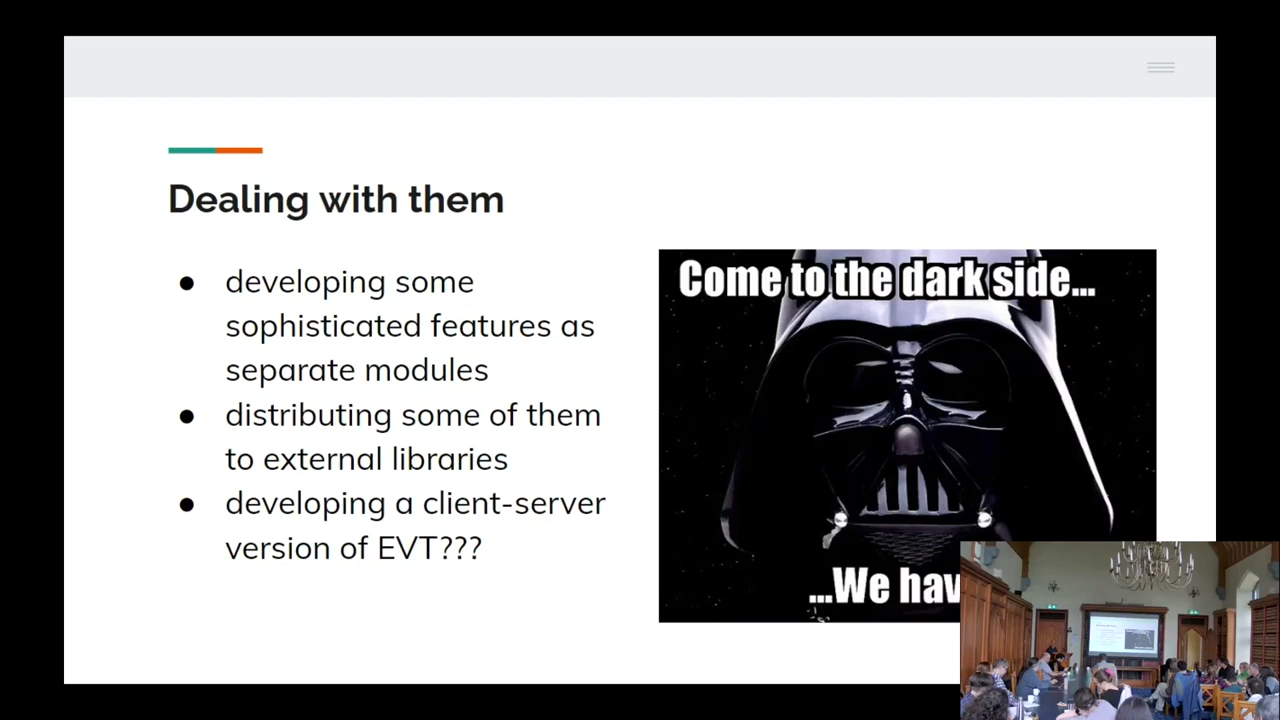 Dealing with them
● developing some
sophisticated features as
separate modules
● distributing some of them
to external libraries
● developing a client-server
version of EVT???
Come to the dark side...
...We